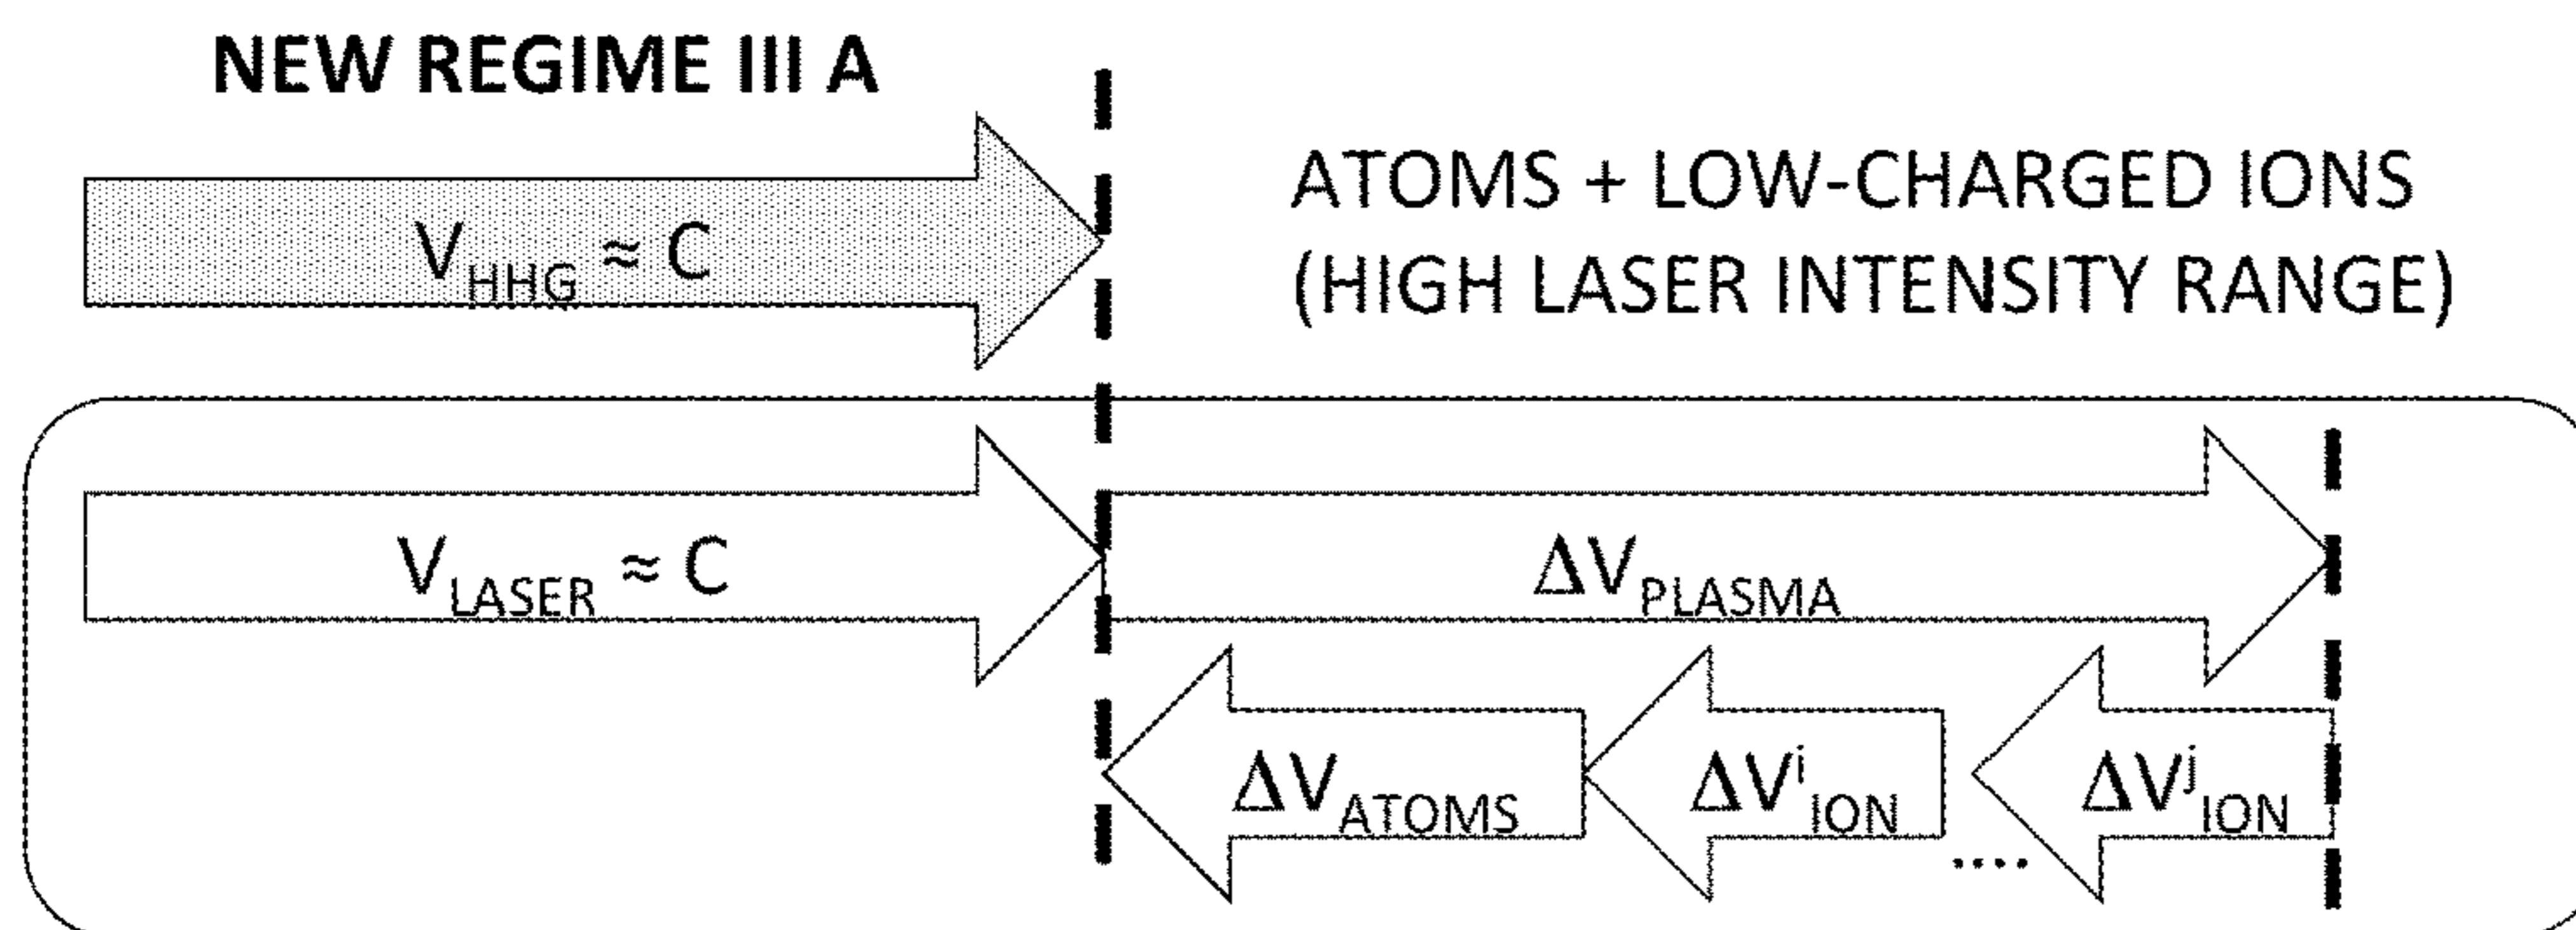 NEW REGIME III A
ATOMS + LOW-CHARGED IONS
(HIGH LASER INTENSITY RANGE)
V_HHG ≈ C
V_LASER ≈ C
ΔV_PLASMA
ΔV_ATOMS
ΔV^i_ION
....
ΔV^j_ION